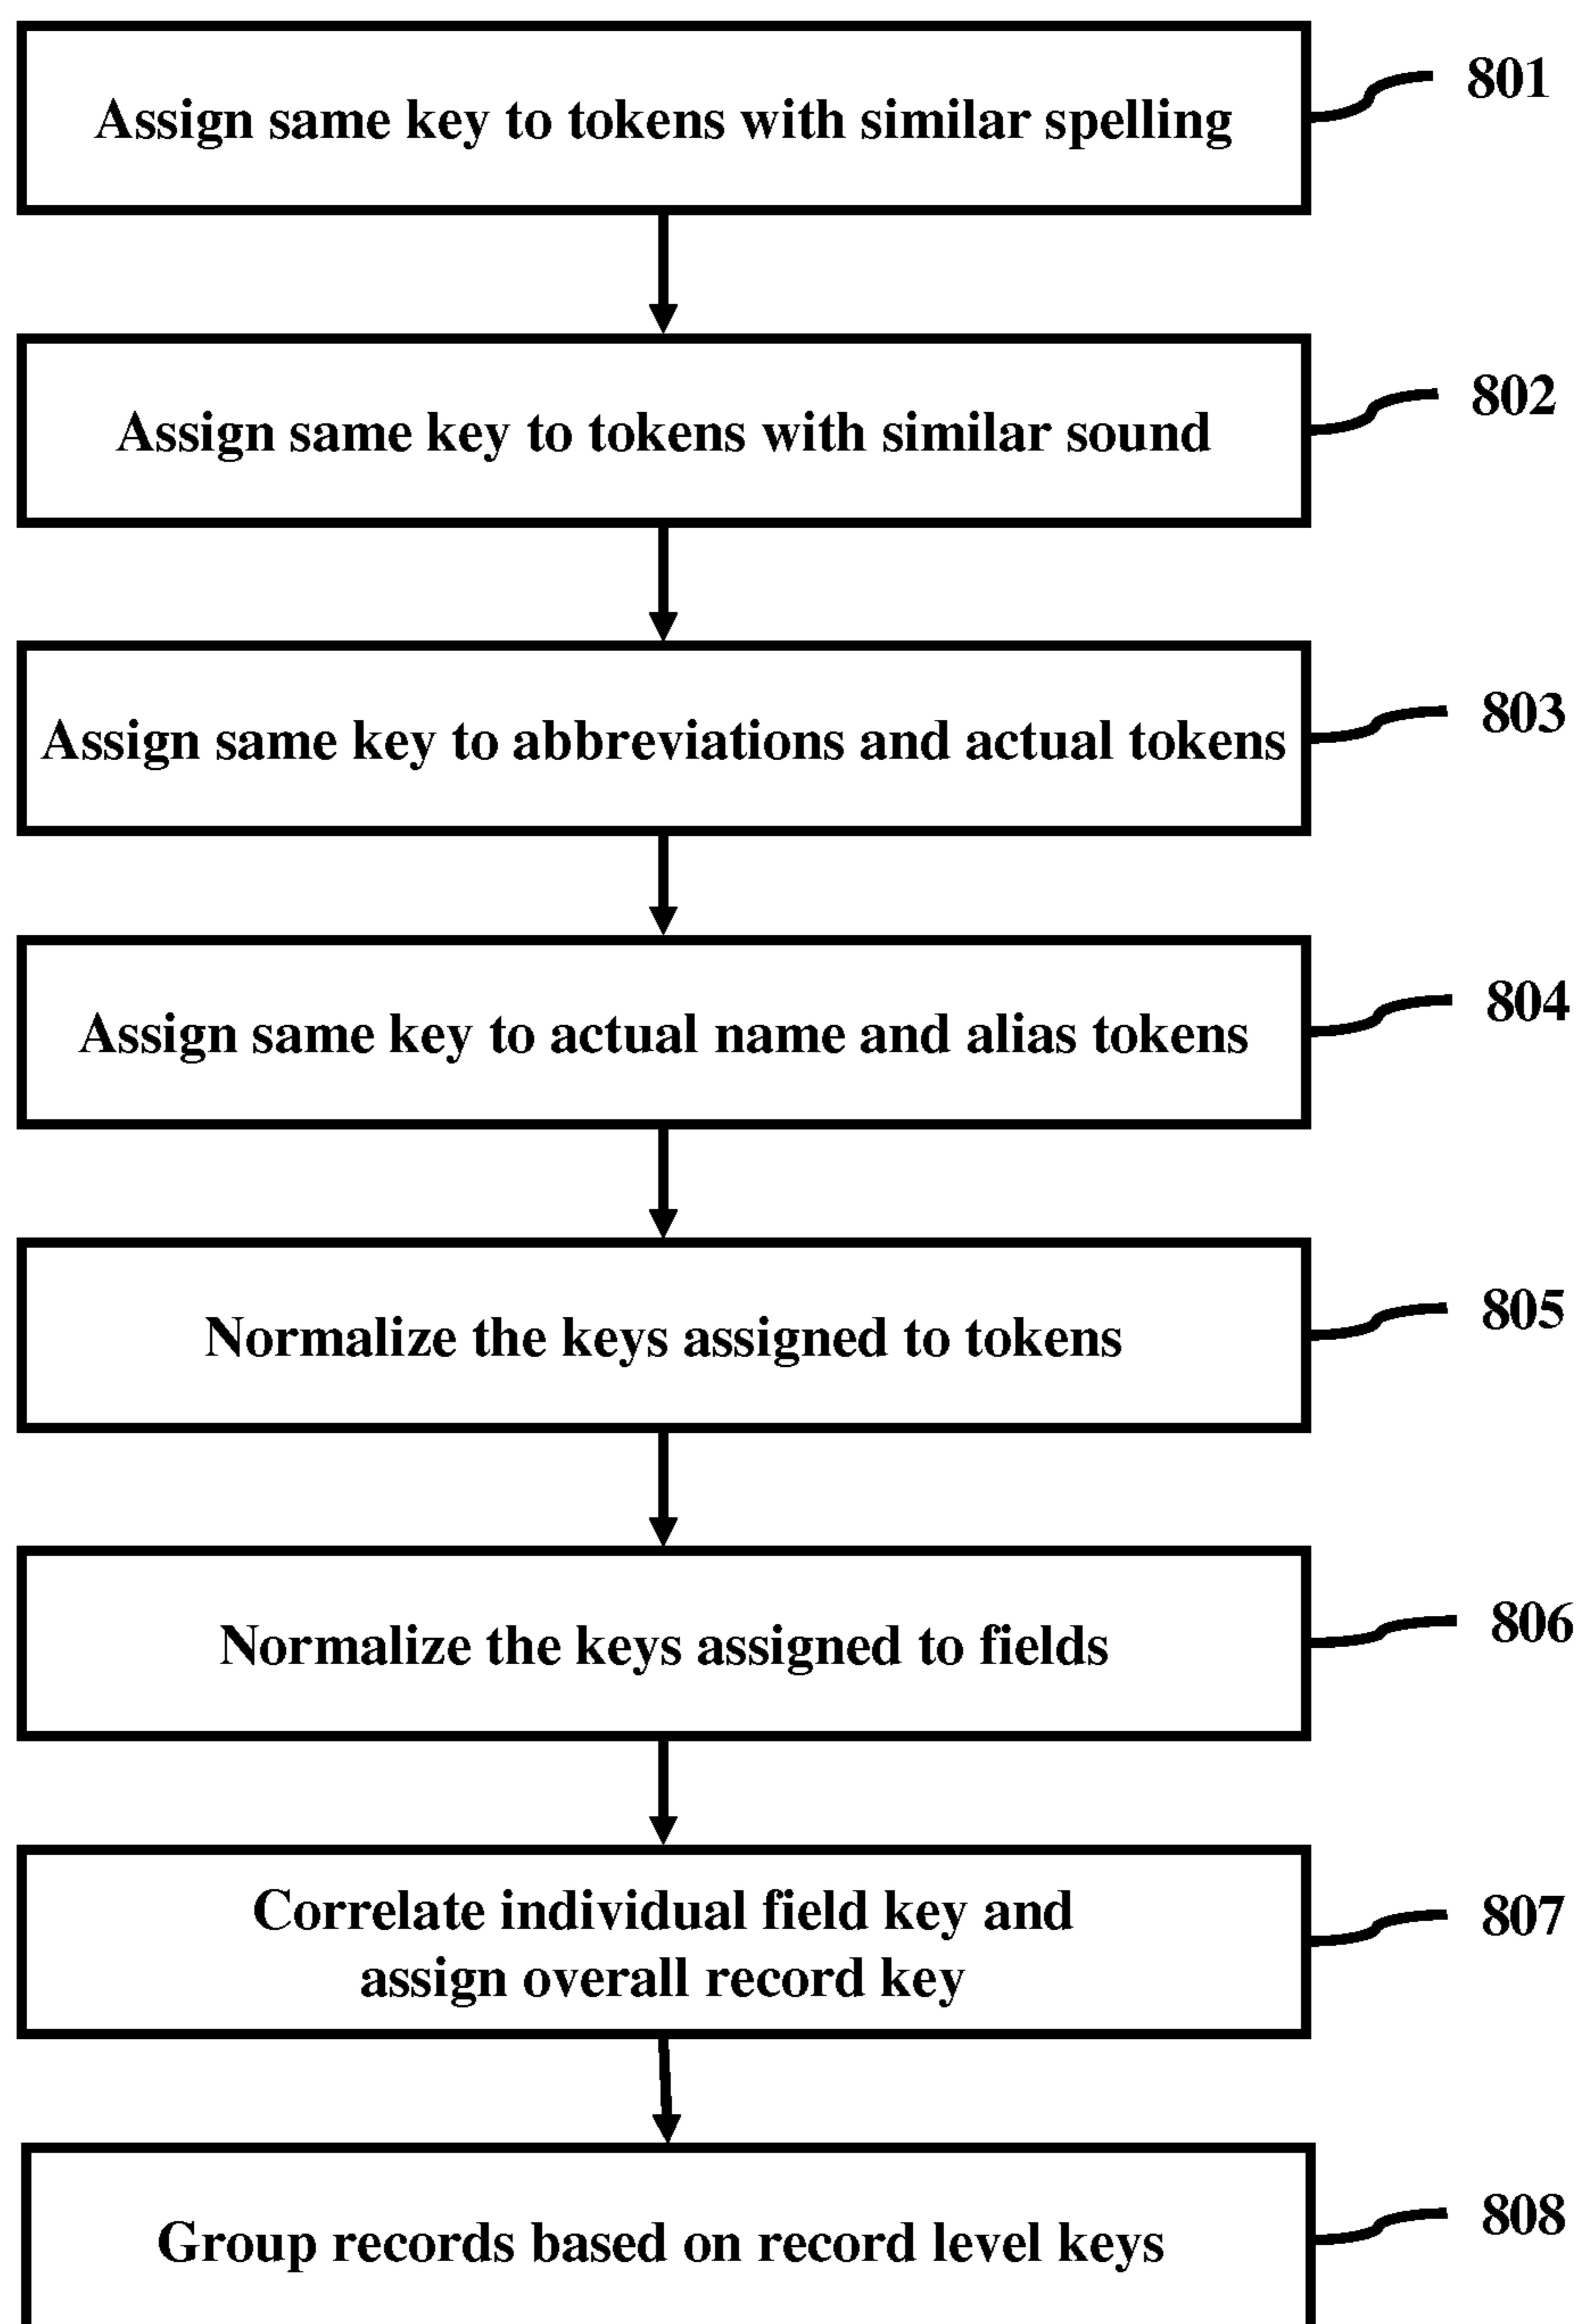 Assign same key to tokens with similar spelling
801
Assign same key to tokens with similar sound
802
Assign same key to abbreviations and actual tokens
803
Assign same key to actual name and alias tokens
804
Normalize the keys assigned to tokens
805
Normalize the keys assigned to fields
806
Correlate individual field key and
assign overall record key
807
Group records based on record level keys
808